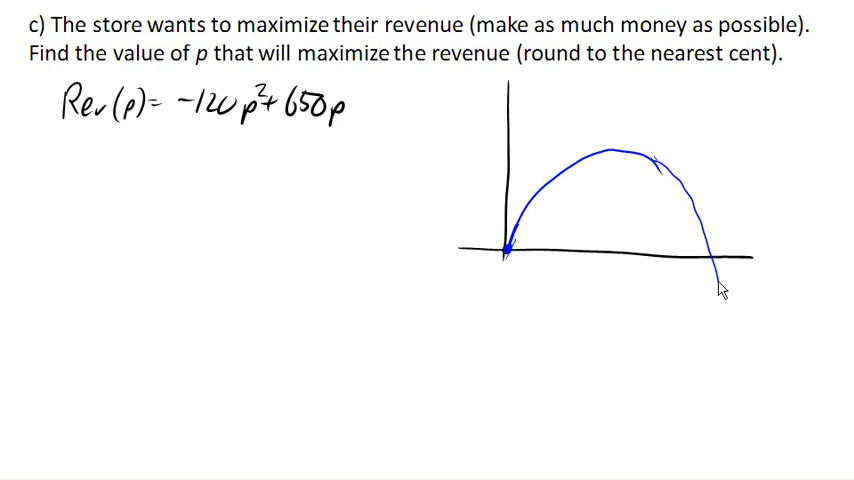 c) The store wants to maximize their revenue (make as much money as possible).
Find the value of p that will maximize the revenue (round to the nearest cent).
Rev(p)= -120p²+650p